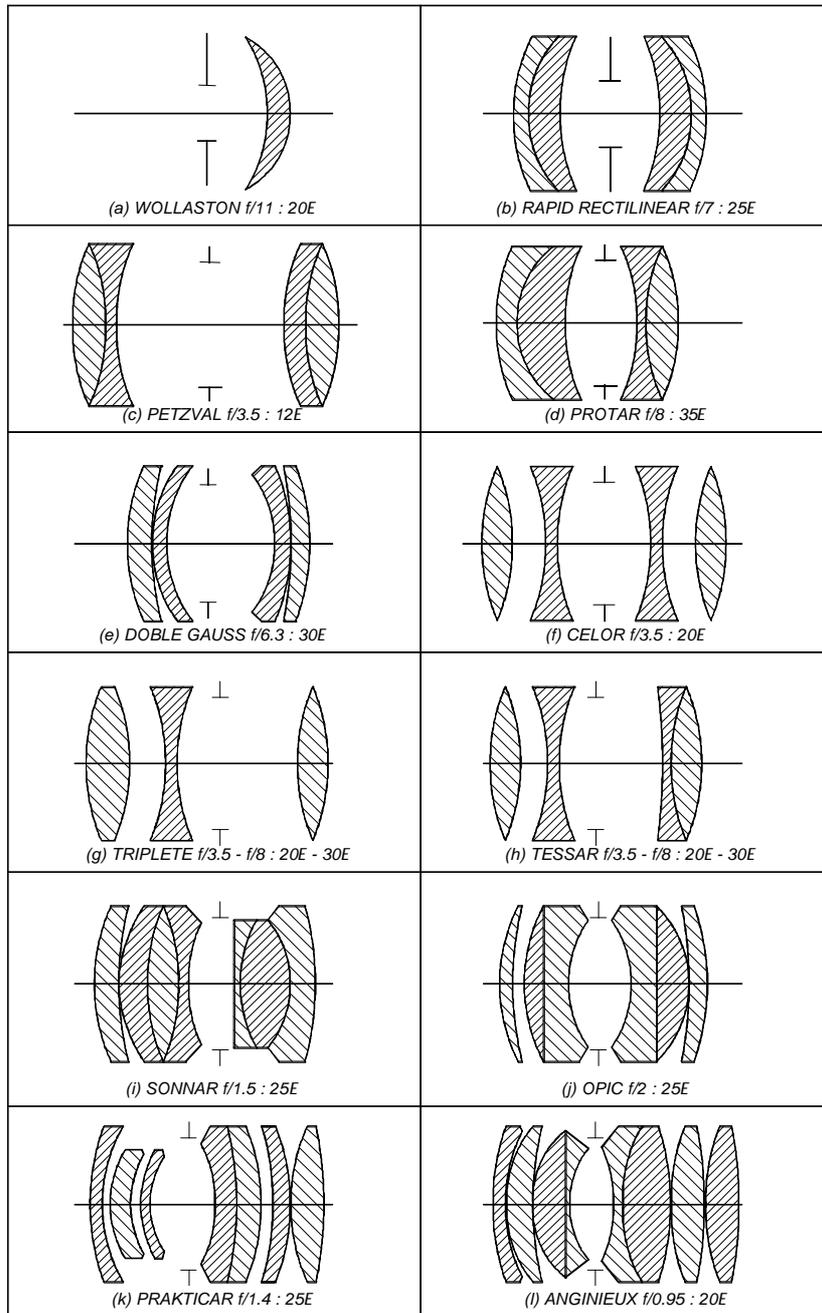 (a) WOLLASTON f/11 : 20E
(b) RAPID RECTILINEAR f/7 : 25E
(c) PETZVAL f/3.5 : 12E
(d) PROTAR f/8 : 35E
(e) DOBLE GAUSS f/6.3 : 30E
(f) CELOR f/3.5 : 20E
(g) TRIPLETE f/3.5 - f/8 : 20E - 30E
(h) TESSAR f/3.5 - f/8 : 20E - 30E
(i) SONNAR f/1.5 : 25E
(j) OPIC f/2 : 25E
(k) PRAKTICAR f/1.4 : 25E
(l) ANGINIEUX f/0.95 : 20E